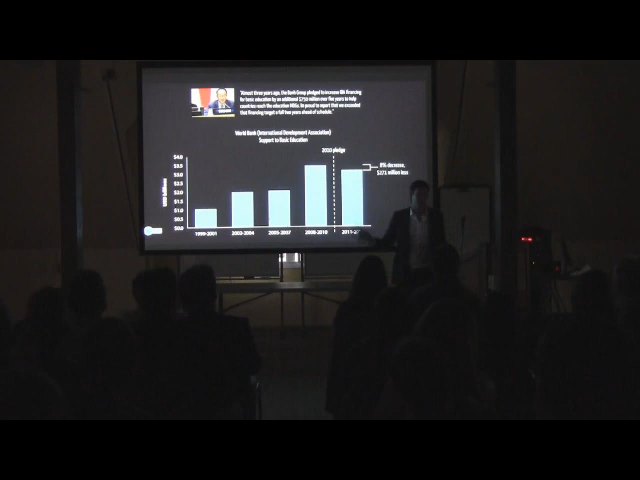 "Almost three years ago, the Bank Group pledged to increase IDA financing
for basic education by an additional $750 million over five years to help
countries reach the education MDGs. I'm proud to report that we exceeded
that financing target a full two years ahead of schedule."
World Bank (International Development Association)
Support to Basic Education
2010 pledge
8% decrease,
$271 million loss
USD billions
$4.0
$3.5
$3.0
$2.5
$2.0
$1.5
$1.0
$0.5
$0.0
1999-2001
2002-2004
2005-2007
2008-2010
2011-